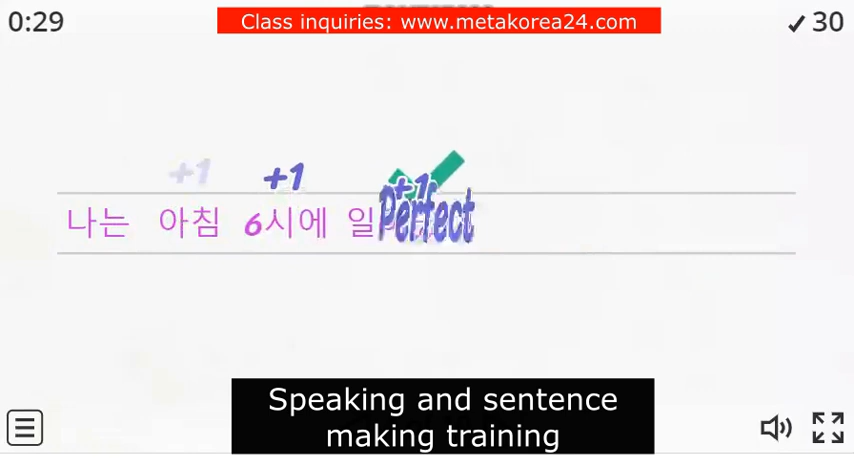 0:29
Class inquiries: www.metakorea24.com
30
+1
+1
+1
나는 아침 6시에
Perfect
Speaking and sentence
making training